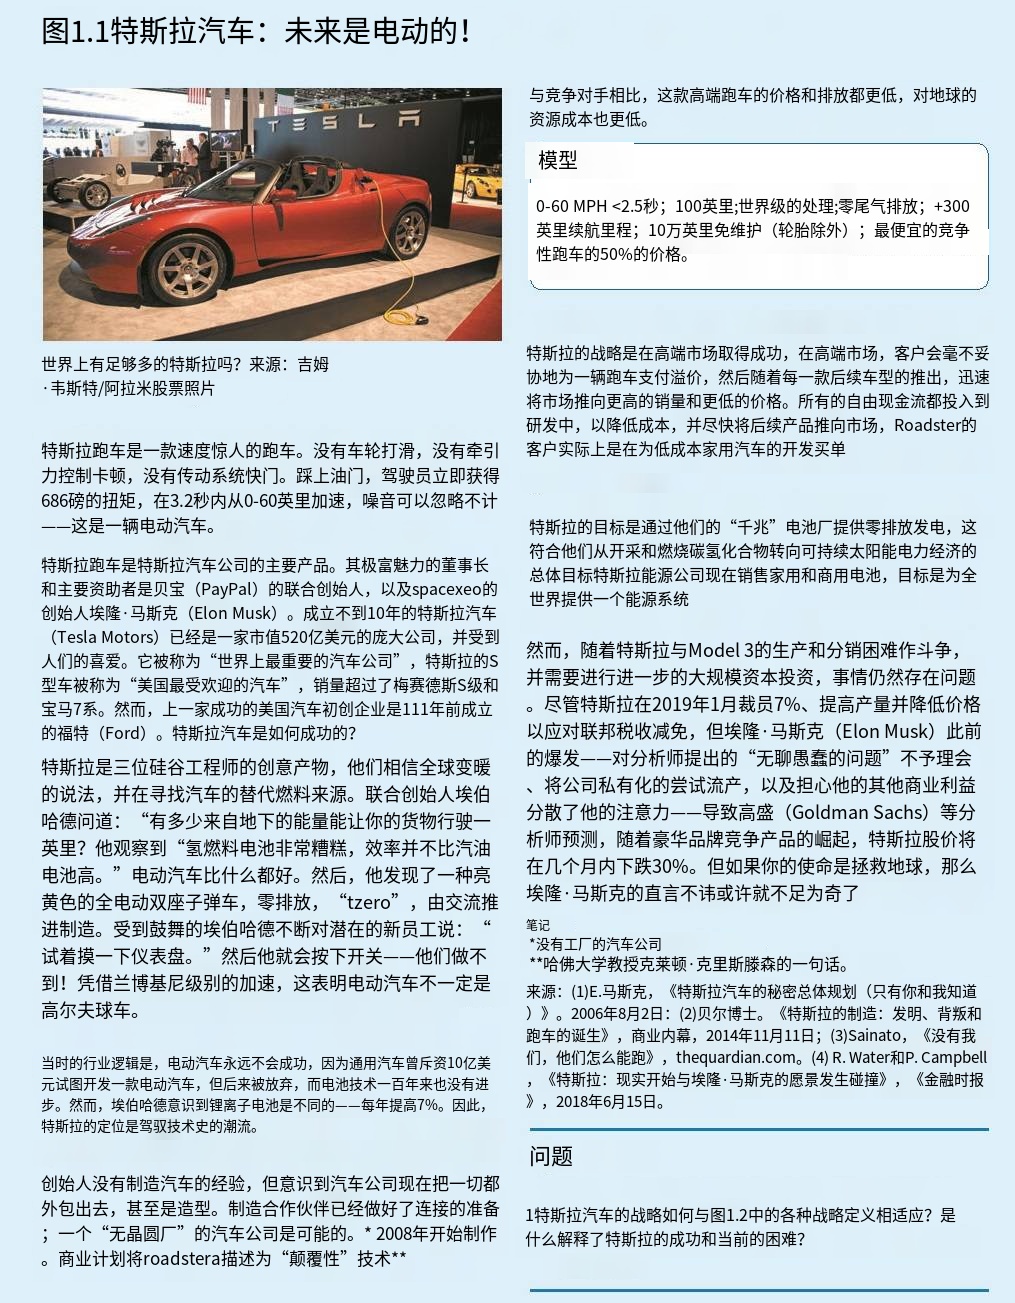 图1.1特斯拉汽车：未来是电动的！
TESLA
世界上有足够多的特斯拉吗？来源：吉姆
·韦斯特/阿拉米股票照片
特斯拉跑车是一款速度惊人的跑车。没有车轮打滑，没有牵引
力控制卡顿，没有传动系统快门。踩上油门，驾驶员立即获得
686磅的扭矩，在3.2秒内从0-60英里加速，噪音可以忽略不计
——这是一辆电动汽车。
特斯拉跑车是特斯拉汽车公司的主要产品。其极富魅力的董事长
和主要资助者是贝宝（PayPal）的联合创始人，以及spacexeo的
创始人埃隆·马斯克（Elon Musk）。成立不到10年的特斯拉汽车
（Tesla Motors）已经是一家市值520亿美元的庞大公司，并受到
人们的喜爱。它被称为“世界上最重要的汽车公司”，特斯拉的S
型车被称为“美国最受欢迎的汽车”，销量超过了梅赛德斯S级和
宝马7系。然而，上一家成功的美国汽车初创企业是111年前成立
的福特（Ford）。特斯拉汽车是如何成功的？
特斯拉是三位硅谷工程师的创意产物，他们相信全球变暖
的说法，并在寻找汽车的替代燃料来源。联合创始人埃伯
哈德问道：“有多少来自地下的能量能让你的货物行驶一
英里？他观察到“氢燃料电池非常糟糕，效率并不比汽油
电池高。”电动汽车比什么都好。然后，他发现了一种亮
黄色的全电动双座子弹车，零排放，“tzero”，由交流推
进制造。受到鼓舞的埃伯哈德不断对潜在的新员工说：“
试着摸一下仪表盘。”然后他就会按下开关——他们做不
到！凭借兰博基尼级别的加速，这表明电动汽车不一定是
高尔夫球车。
当时的行业逻辑是，电动汽车永远不会成功，因为通用汽车曾斥资10亿美
元试图开发一款电动汽车，但后来被放弃，而电池技术一百年来也没有进
步。然而，埃伯哈德意识到锂离子电池是不同的——每年提高7%。因此，
特斯拉的定位是驾驭技术史的潮流。
创始人没有制造汽车的经验，但意识到汽车公司现在把一切都
外包出去，甚至是造型。制造合作伙伴已经做好了连接的准备
；一个“无晶圆厂”的汽车公司是可能的。* 2008年开始制作
。商业计划将roadstera描述为“颠覆性”技术**
与竞争对手相比，这款高端跑车的价格和排放都更低，对地球的
资源成本也更低。
模型
0-60 MPH <2.5秒；100英里;世界级的处理;零尾气排放；+300
英里续航里程；10万英里免维护（轮胎除外）；最便宜的竞争
性跑车的50%的价格。
特斯拉的战略是在高端市场取得成功，在高端市场，客户会毫不妥
协地为一辆跑车支付溢价，然后随着每一款后续车型的推出，迅速
将市场推向更高的销量和更低的价格。所有的自由现金流都投入到
研发中，以降低成本，并尽快将后续产品推向市场，Roadster的
客户实际上是在为低成本家用汽车的开发买单
特斯拉的目标是通过他们的“千兆”电池厂提供零排放发电，这
符合他们从开采和燃烧碳氢化合物转向可持续太阳能电力经济的
总体目标特斯拉能源公司现在销售家用和商用电池，目标是为全
世界提供一个能源系统
然而，随着特斯拉与Model 3的生产和分销困难作斗争，
并需要进行进一步的大规模资本投资，事情仍然存在问题
。尽管特斯拉在2019年1月裁员7%、提高产量并降低价格
以应对联邦税收减免，但埃隆·马斯克（Elon Musk）此前
的爆发——对分析师提出的“无聊愚蠢的问题”不予理会
、将公司私有化的尝试流产，以及担心他的其他商业利益
分散了他的注意力——导致高盛（Goldman Sachs）等分
析师预测，随着豪华品牌竞争产品的崛起，特斯拉股价将
在几个月内下跌30%。但如果你的使命是拯救地球，那么
埃隆·马斯克的直言不讳或许就不足为奇了
笔记
*没有工厂的汽车公司
**哈佛大学教授克莱顿·克里斯滕森的一句话。
来源：(1)E.马斯克，《特斯拉汽车的秘密总体规划（只有你和我知道
）》。2006年8月2日：(2)贝尔博士。《特斯拉的制造：发明、背叛和
跑车的诞生》，商业内幕，2014年11月11日；(3)Sainato，《没有我
们，他们怎么能跑》，thequardian.com。(4) R. Water和P. Campbell
，《特斯拉：现实开始与埃隆·马斯克的愿景发生碰撞》，《金融时报
》，2018年6月15日。
问题
1特斯拉汽车的战略如何与图1.2中的各种战略定义相适应？是
什么解释了特斯拉的成功和当前的困难？